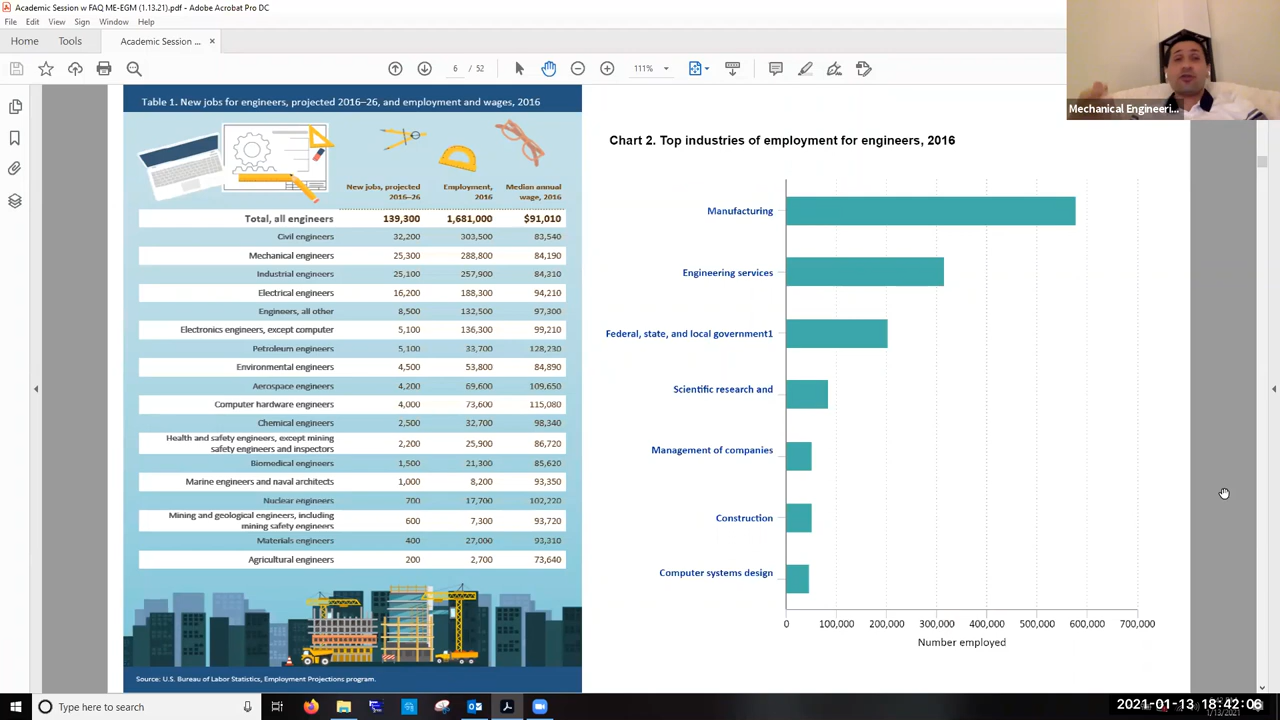 Academic Session w FAQ ME-EGM (1.13.21).pdf - Adobe Acrobat Pro DC
File Edit View Sign Window Help
Home Tools Academic Session ... ×
6 / 52 111%
Mechanical Engineeri...
Table 1. New jobs for engineers, projected 2016–26, and employment and wages, 2016
New jobs, projected 2016–26 Employment, 2016 Median annual wage, 2016
Total, all engineers 139,300 1,681,000 $91,010
Civil engineers 32,200 303,500 83,540
Mechanical engineers 25,300 288,800 84,190
Industrial engineers 25,100 257,900 84,310
Electrical engineers 16,200 188,300 94,210
Engineers, all other 8,500 132,500 97,300
Electronics engineers, except computer 5,100 136,300 99,210
Petroleum engineers 5,100 33,700 128,230
Environmental engineers 4,500 53,800 84,890
Aerospace engineers 4,200 69,600 109,650
Computer hardware engineers 4,000 73,600 115,080
Chemical engineers 2,500 32,700 98,340
Health and safety engineers, except mining
safety engineers and inspectors 2,200 25,900 86,720
Biomedical engineers 1,500 21,300 85,620
Marine engineers and naval architects 1,000 8,200 93,350
Nuclear engineers 700 17,700 102,220
Mining and geological engineers, including
mining safety engineers 600 7,300 93,720
Materials engineers 400 27,000 93,310
Agricultural engineers 200 2,700 73,640
Source: U.S. Bureau of Labor Statistics, Employment Projections program.
Chart 2. Top industries of employment for engineers, 2016
Manufacturing
Engineering services
Federal, state, and local government1
Scientific research and
Management of companies
Construction
Computer systems design
0 100,000 200,000 300,000 400,000 500,000 600,000 700,000
Number employed
Type here to search
2021-01-13 18:42:06
1/13/2021